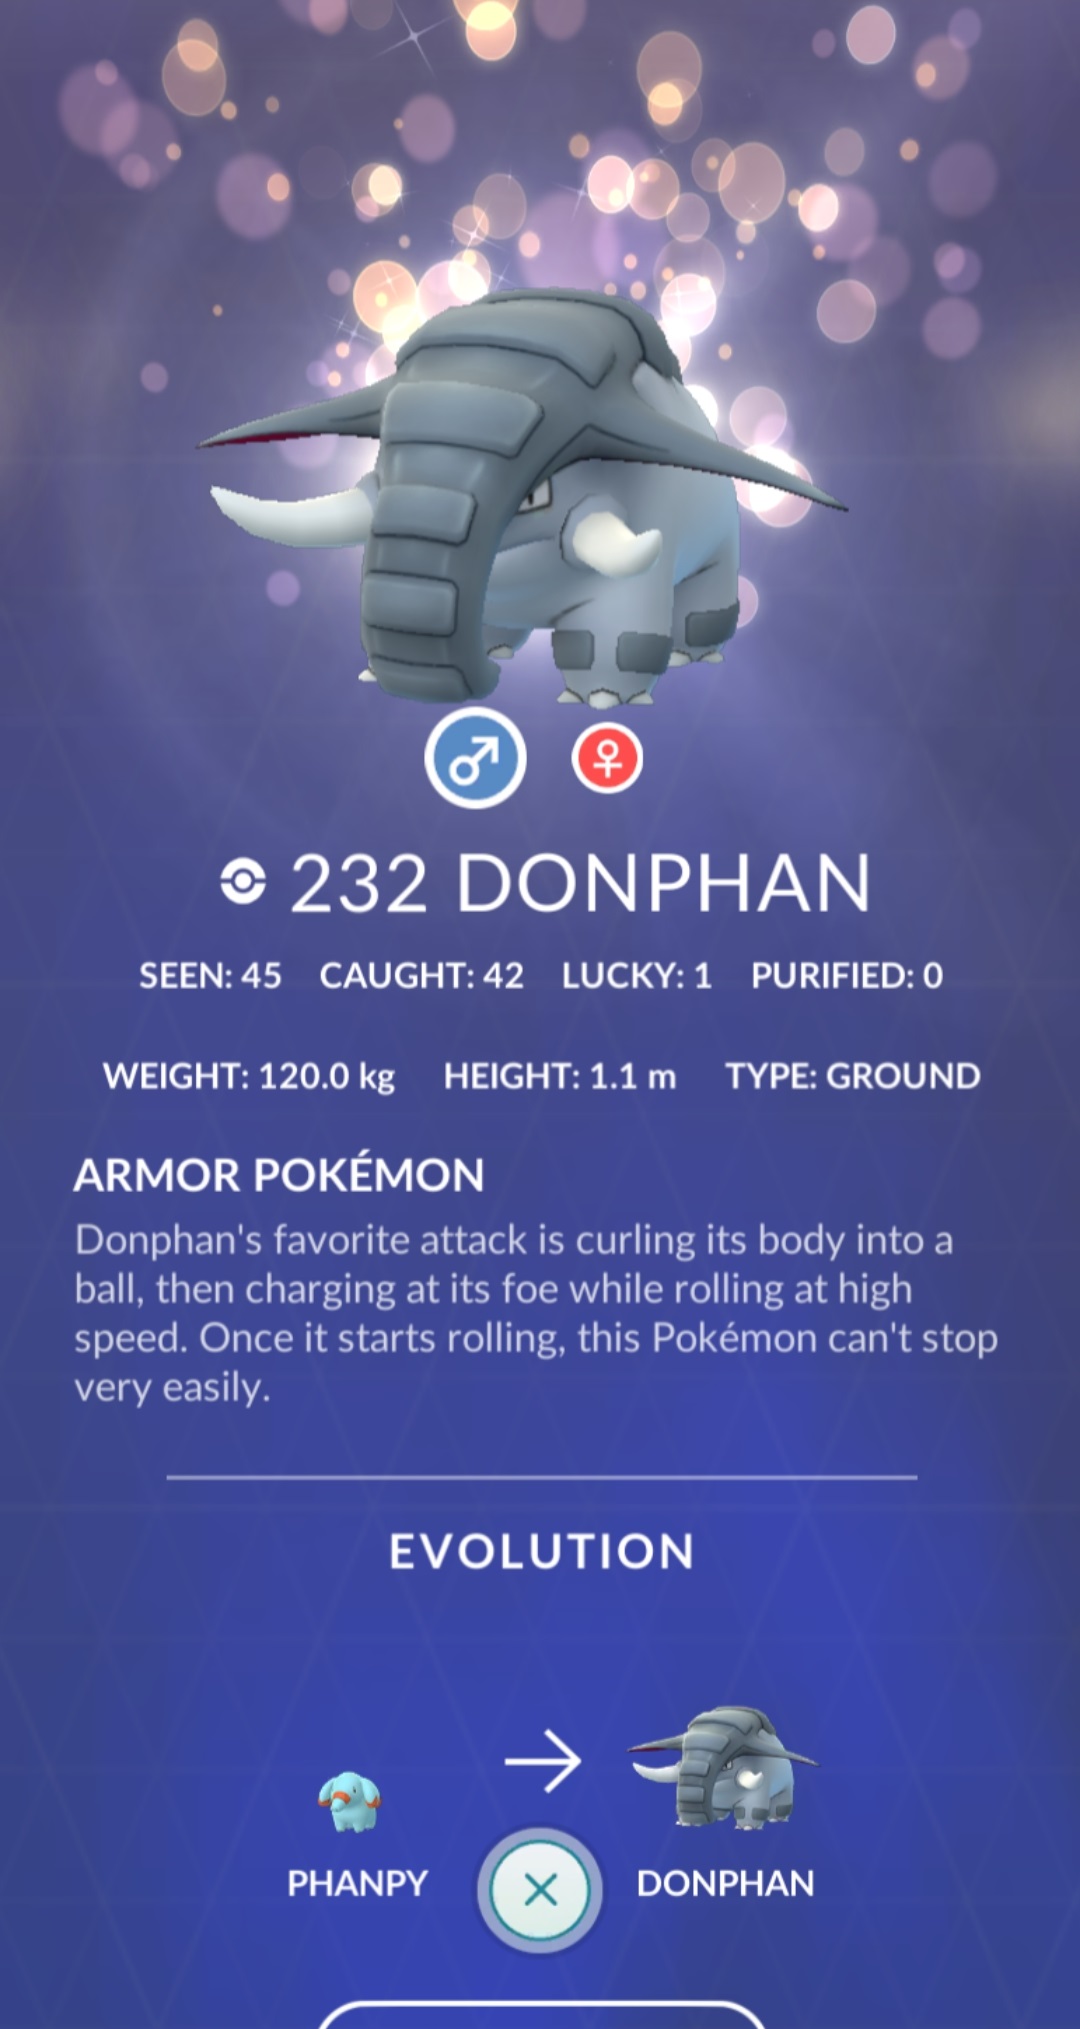 232 DONPHAN
SEEN: 45 CAUGHT: 42 LUCKY: 1 PURIFIED: 0
WEIGHT: 120.0 kg HEIGHT: 1.1 m TYPE: GROUND
ARMOR POKÉMON
Donphan's favorite attack is curling its body into a
ball, then charging at its foe while rolling at high
speed. Once it starts rolling, this Pokémon can't stop
very easily.
EVOLUTION
PHANPY DONPHAN